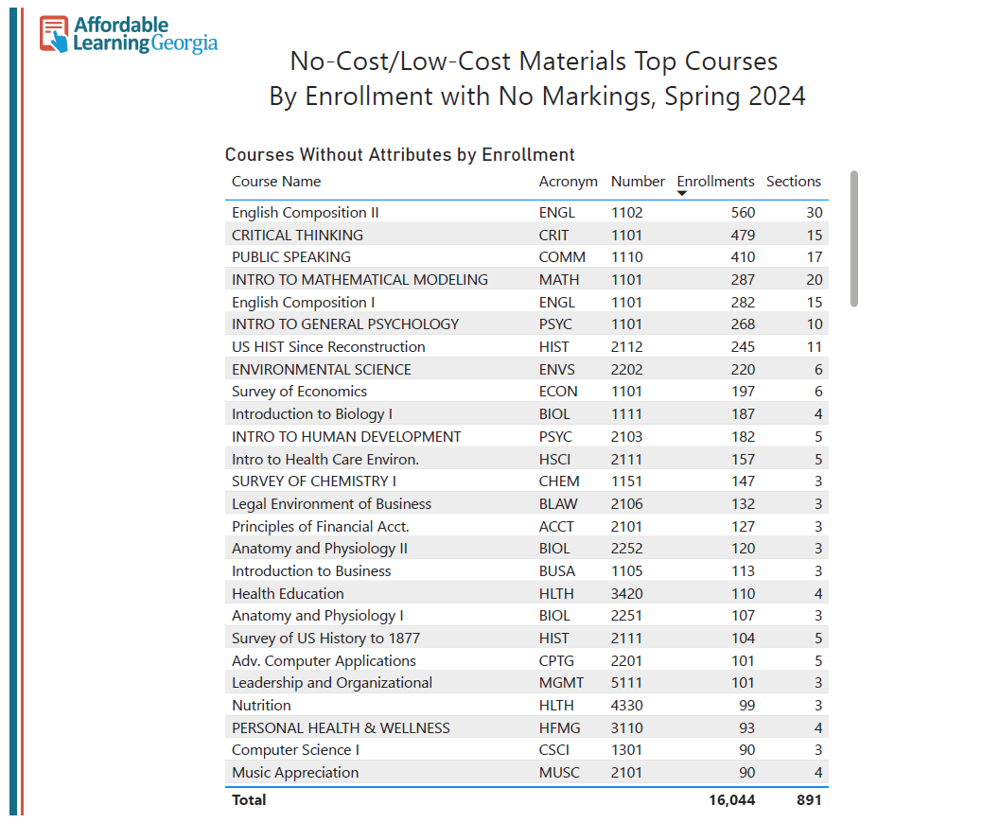 Affordable
LearningGeorgia
No-Cost/Low-Cost Materials Top Courses
By Enrollment with No Markings, Spring 2024
Courses Without Attributes by Enrollment
Course Name Acronym Number Enrollments Sections
English Composition II ENGL 1102 560 30
CRITICAL THINKING CRIT 1101 479 15
PUBLIC SPEAKING COMM 1110 410 17
INTRO TO MATHEMATICAL MODELING MATH 1101 287 20
English Composition I ENGL 1101 282 15
INTRO TO GENERAL PSYCHOLOGY PSYC 1101 268 10
US HIST Since Reconstruction HIST 2112 245 11
ENVIRONMENTAL SCIENCE ENVS 2202 220 6
Survey of Economics ECON 1101 197 6
Introduction to Biology I BIOL 1111 187 4
INTRO TO HUMAN DEVELOPMENT PSYC 2103 182 5
Intro to Health Care Environ. HSCI 2111 157 5
SURVEY OF CHEMISTRY I CHEM 1151 147 3
Legal Environment of Business BLAW 2106 132 3
Principles of Financial Acct. ACCT 2101 127 3
Anatomy and Physiology II BIOL 2252 120 3
Introduction to Business BUSA 1105 113 3
Health Education HLTH 3420 110 4
Anatomy and Physiology I BIOL 2251 107 3
Survey of US History to 1877 HIST 2111 104 5
Adv. Computer Applications CPTG 2201 101 5
Leadership and Organizational MGMT 5111 101 3
Nutrition HLTH 4330 99 3
PERSONAL HEALTH & WELLNESS HFMG 3110 93 4
Computer Science I CSCI 1301 90 3
Music Appreciation MUSC 2101 90 4
Total 16,044 891